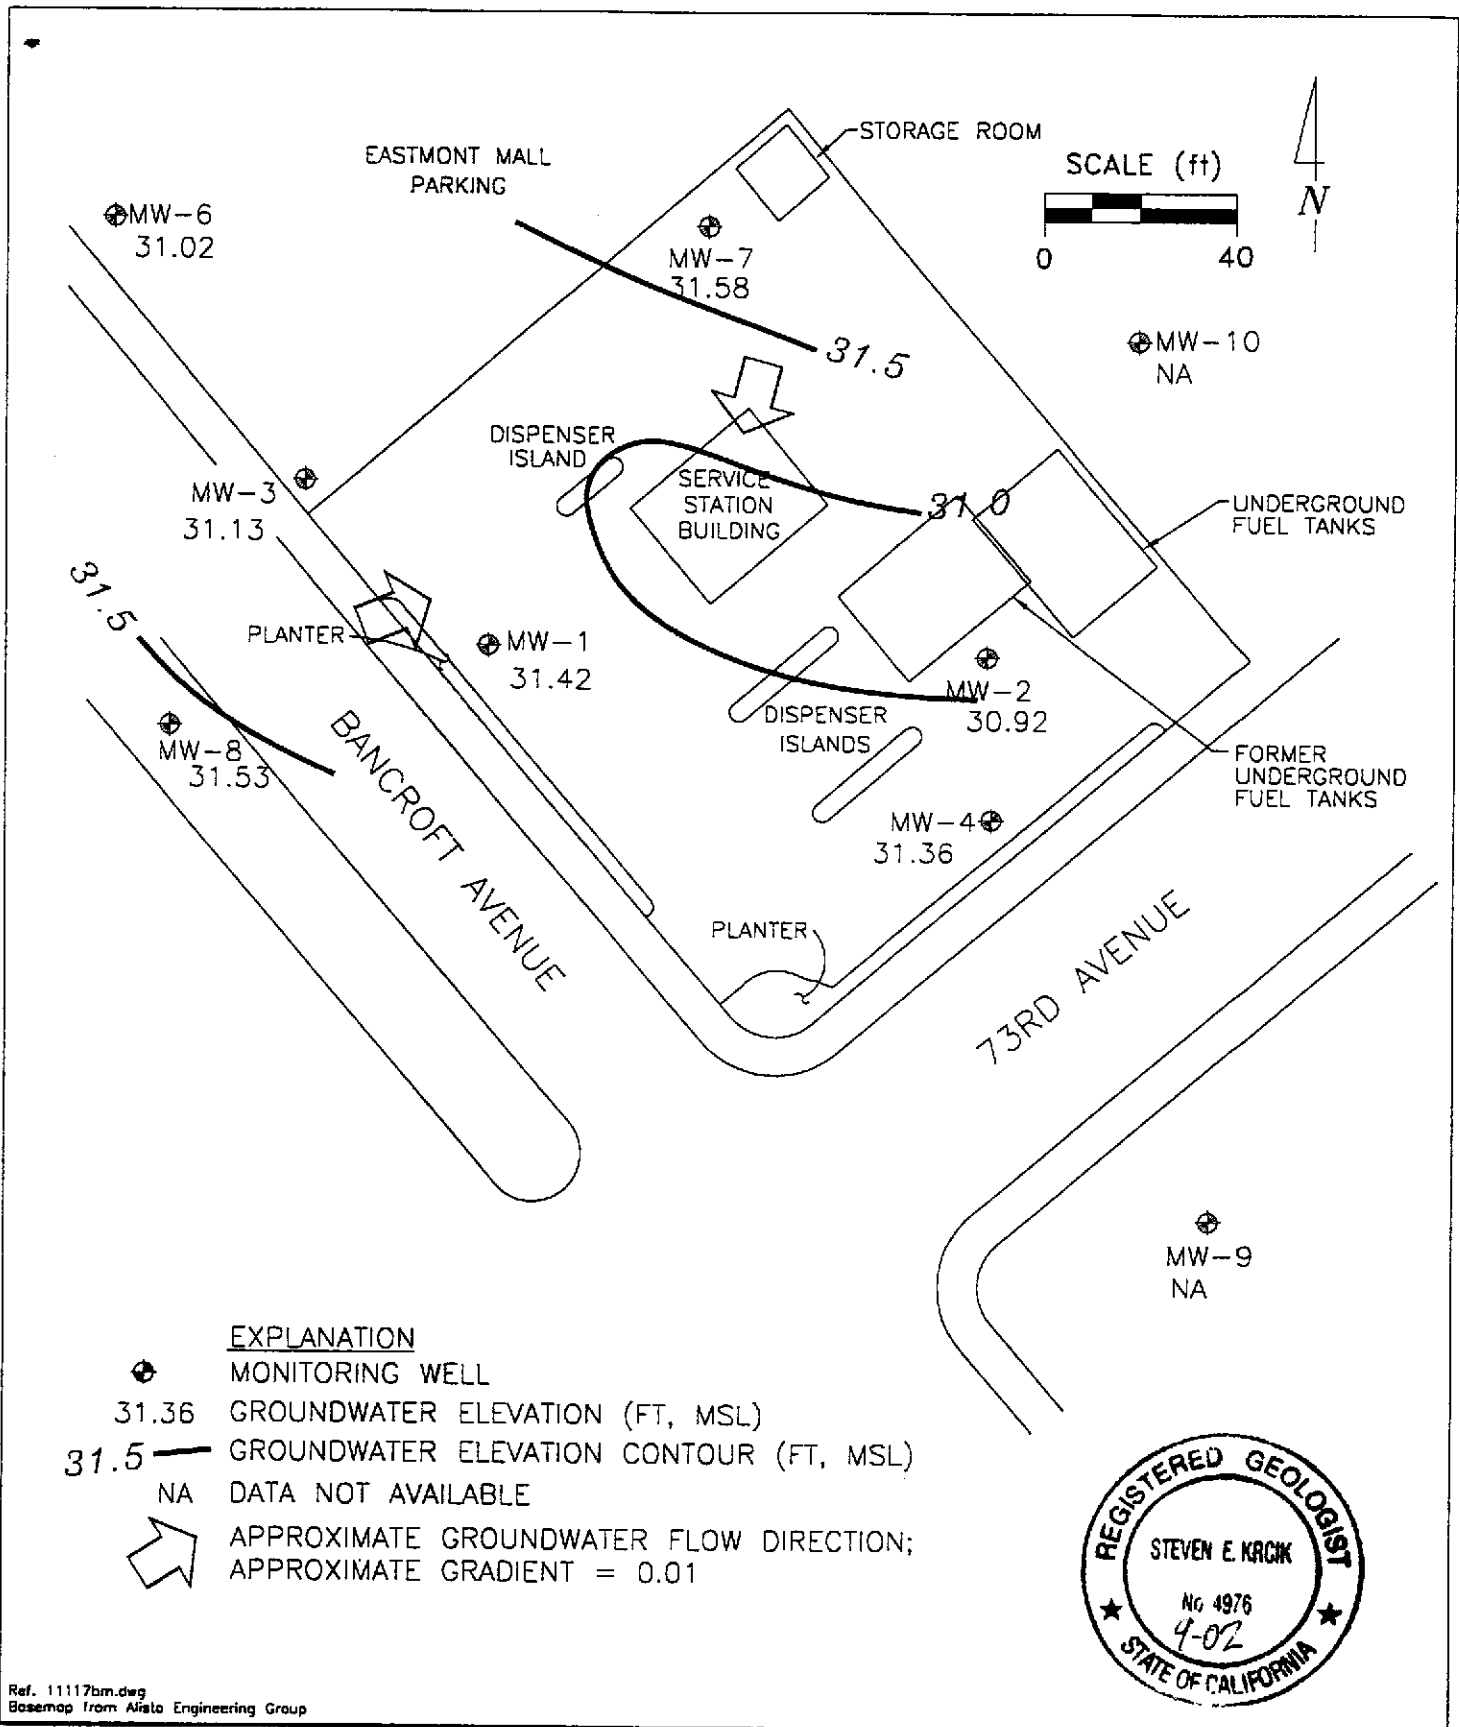 STORAGE ROOM
EASTMONT MALL
PARKING
SCALE (ft)
0 40
N
MW-6
31.02
MW-7
31.58
31.5
MW-10
NA
DISPENSER
ISLAND
SERVICE
STATION
BUILDING
31.0
UNDERGROUND
FUEL TANKS
MW-3
31.13
31.5
PLANTER
MW-1
31.42
MW-2
30.92
DISPENSER
ISLANDS
MW-8
31.53
BANCROFT AVENUE
FORMER
UNDERGROUND
FUEL TANKS
MW-4
31.36
PLANTER
73RD AVENUE
MW-9
NA
EXPLANATION
MONITORING WELL
31.36 GROUNDWATER ELEVATION (FT, MSL)
31.5 GROUNDWATER ELEVATION CONTOUR (FT, MSL)
NA DATA NOT AVAILABLE
APPROXIMATE GROUNDWATER FLOW DIRECTION;
APPROXIMATE GRADIENT = 0.01
REGISTERED GEOLOGIST
STEVEN E. KRCIK
No 4976
9-02
STATE OF CALIFORNIA
Ref. 11117bm.dwg
Basemap from Alisto Engineering Group